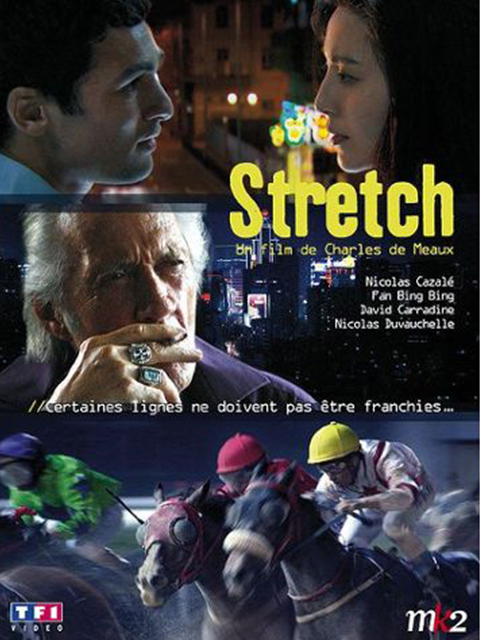 Stretch
Un film de Charles de Meaux
Nicolas Cazalé
Fan Bing Bing
David Carradine
Nicolas Duvauchelle
//Certaines lignes ne doivent pas être franchies...
TF1
VIDEO
mk2